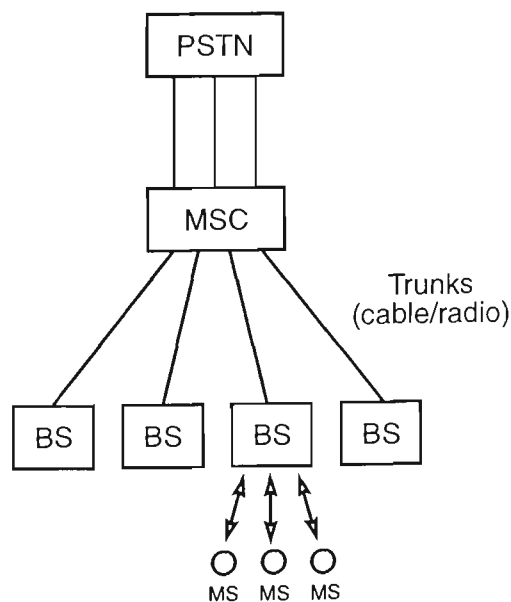 PSTN
MSC
Trunks
(cable/radio)
BS BS BS BS
MS MS MS